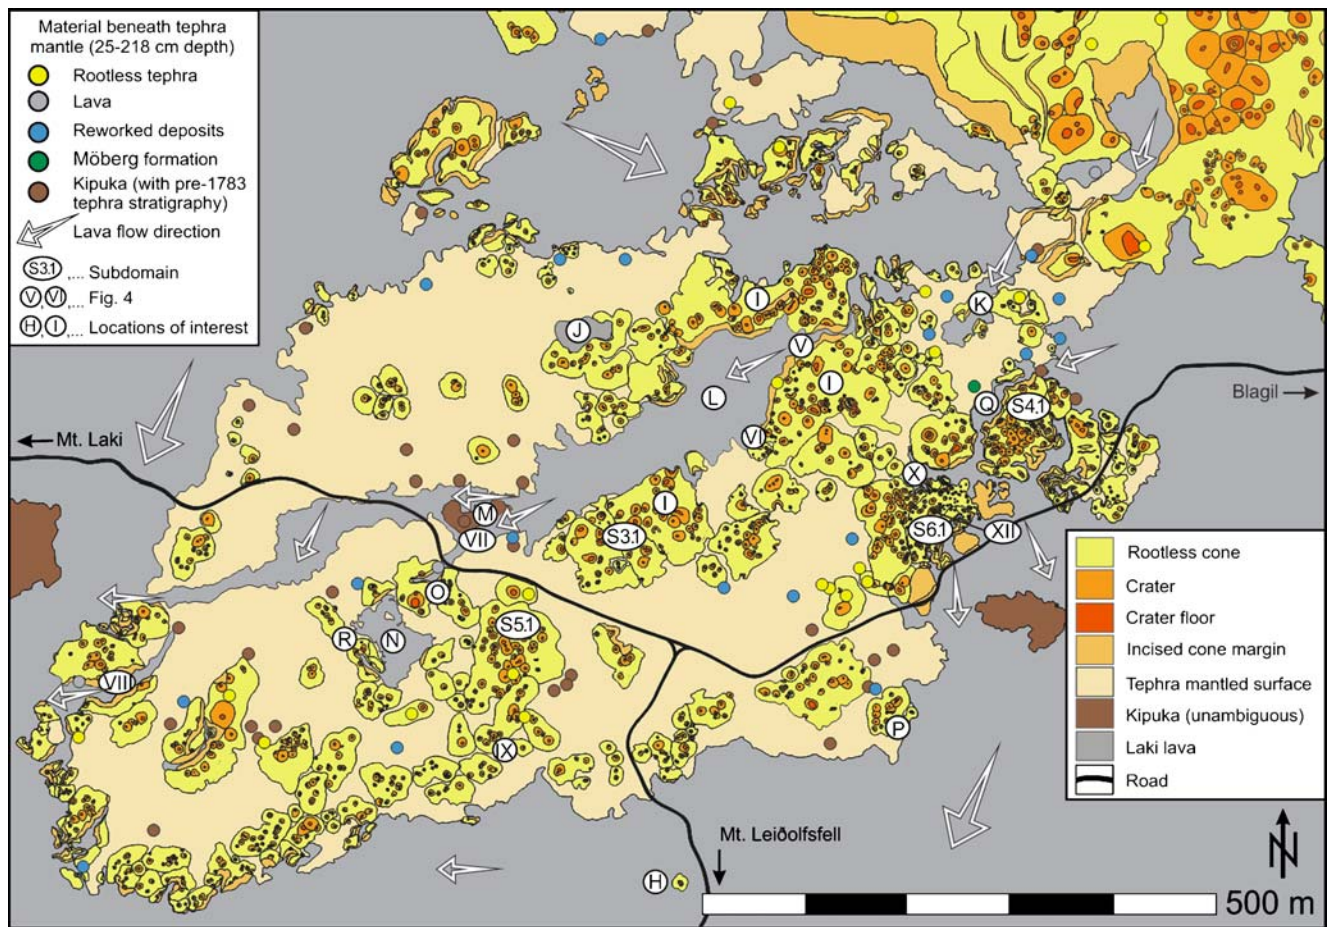 Material beneath tephra
mantle (25-218 cm depth)
Rootless tephra
Lava
Reworked deposits
Möberg formation
Kipuka (with pre-1783
tephra stratigraphy)
Lava flow direction
S3.1 ,... Subdomain
V, VI ,... Fig. 4
H, I ,... Locations of interest
I
K
J
V
I
L
Q
S4.1
Blagil
Mt. Laki
VI
X
I
M
S3.1
S6.1
XII
VII
O
S5.1
R
N
VII
P
IX
Mt. Leiðolfsfell
H
500 m
Rootless cone
Crater
Crater floor
Incised cone margin
Tephra mantled surface
Kipuka (unambiguous)
Laki lava
Road
N